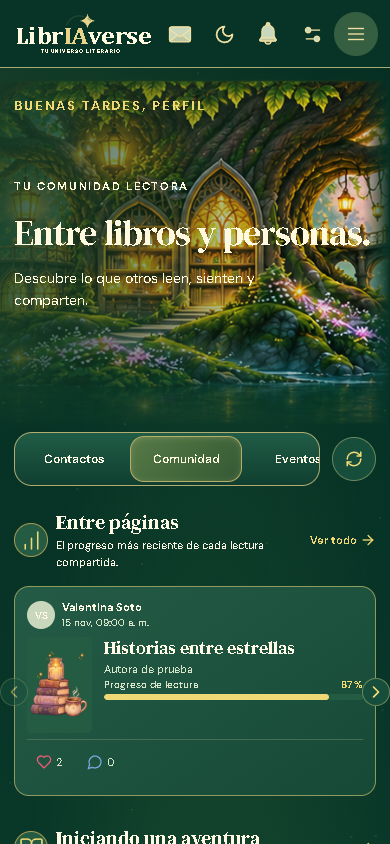 LibrIAverse
TU UNIVERSO LITERARIO
BUENAS TARDES, PERFIL
TU COMUNIDAD LECTORA
Entre libros y personas.
Descubre lo que otros leen, sienten y
comparten.
Contactos
Comunidad
Eventos
Entre páginas
El progreso más reciente de cada lectura
compartida.
Ver todo
VS
Valentina Soto
15 nov, 09:00 a. m.
Historias entre estrellas
Autora de prueba
Progreso de lectura
87%
2
0
Iniciando una aventura